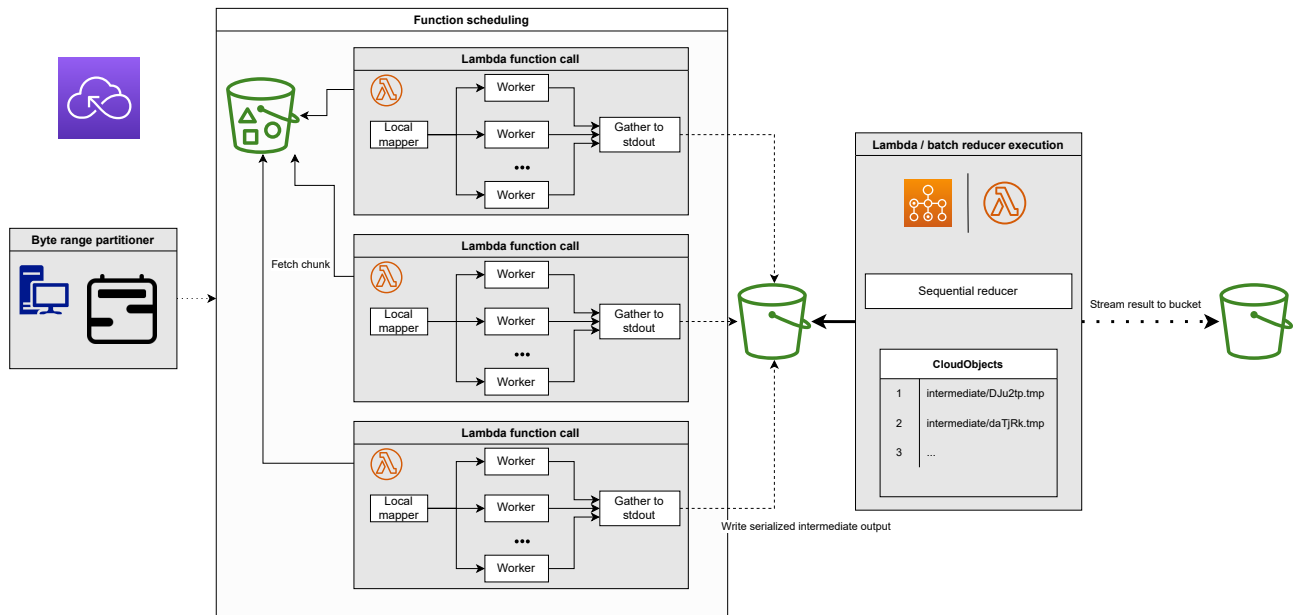 Function scheduling
Byte range partitioner
Fetch chunk
Lambda function call
Local
mapper
Worker
Worker
•••
Worker
Gather to
stdout
Lambda function call
Local
mapper
Worker
Worker
•••
Worker
Gather to
stdout
Lambda function call
Local
mapper
Worker
Worker
•••
Worker
Gather to
stdout
Write serialized intermediate output
Lambda / batch reducer execution
Sequential reducer
CloudObjects
1 intermediate/DJu2tp.tmp
2 intermediate/daTjRk.tmp
3 ...
Stream result to bucket